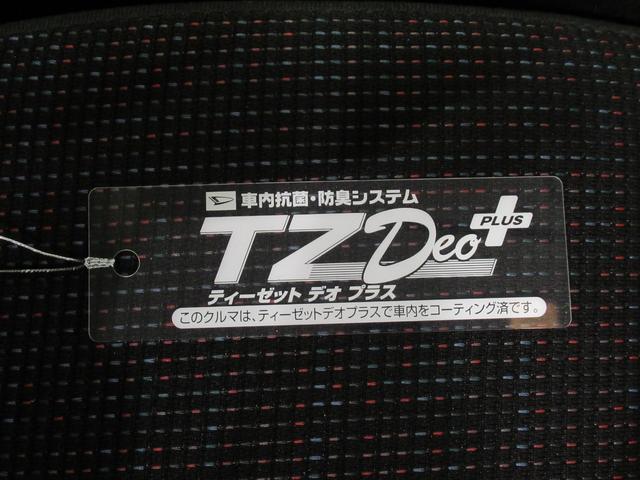 車内抗菌・防臭システム
TZ Deo PLUS
ティーゼット デオ プラス
このクルマは、ティーゼットデオプラスで車内をコーティング済です。